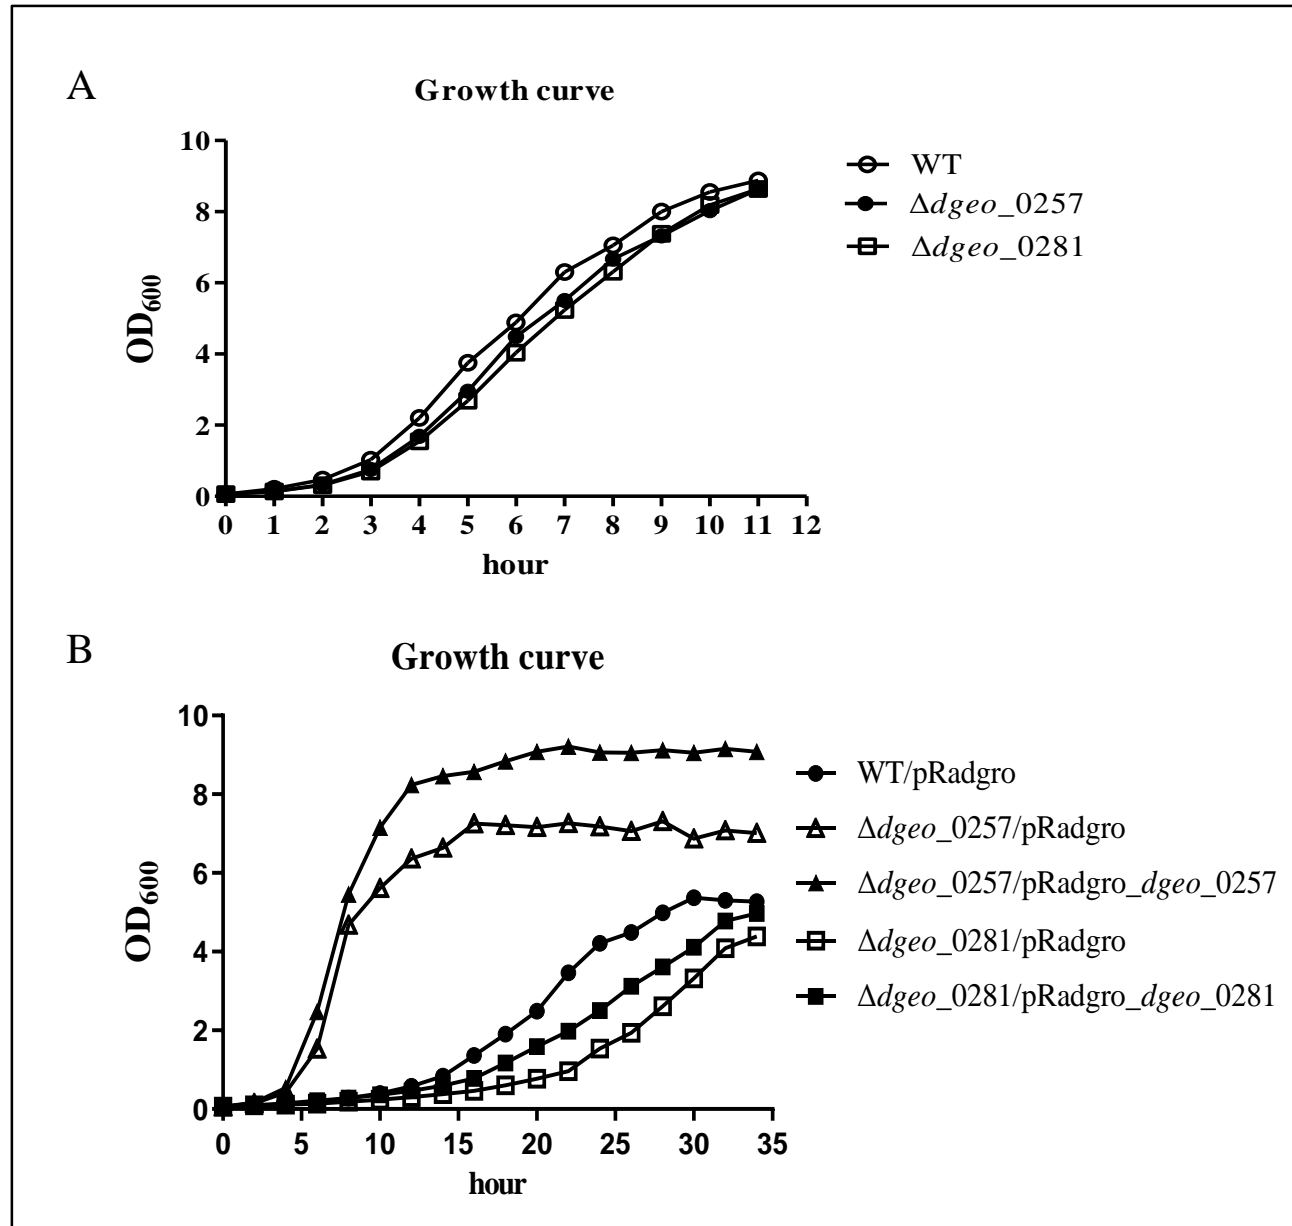 A
Growth curve
10
8
6
4
2
0
OD600
0 1 2 3 4 5 6 7 8 9 10 11 12
hour
WT
Δdgeo_0257
Δdgeo_0281
B
Growth curve
10
8
6
4
2
0
OD600
0 5 10 15 20 25 30 35
hour
WT/pRadgro
Δdgeo_0257/pRadgro
Δdgeo_0257/pRadgro_dgeo_0257
Δdgeo_0281/pRadgro
Δdgeo_0281/pRadgro_dgeo_0281